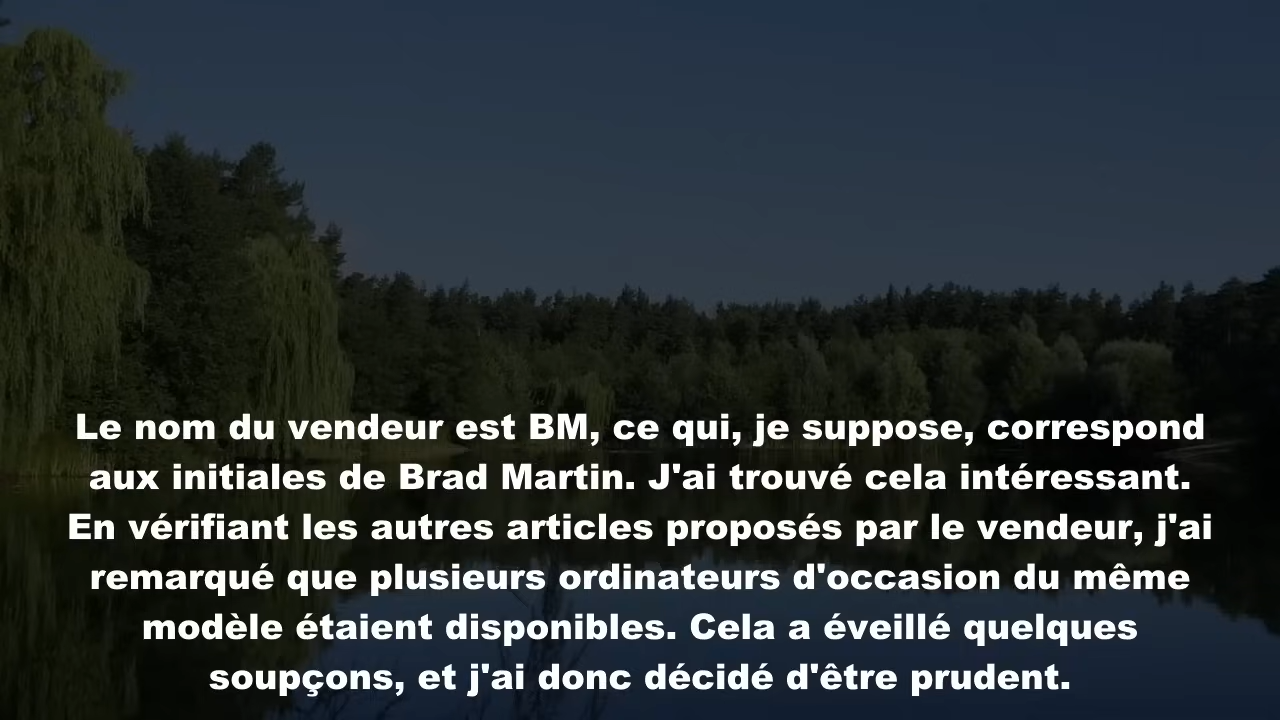 Le nom du vendeur est BM, ce qui, je suppose, correspond
aux initiales de Brad Martin. J'ai trouvé cela intéressant.
En vérifiant les autres articles proposés par le vendeur, j'ai
remarqué que plusieurs ordinateurs d'occasion du même
modèle étaient disponibles. Cela a éveillé quelques
soupçons, et j'ai donc décidé d'être prudent.